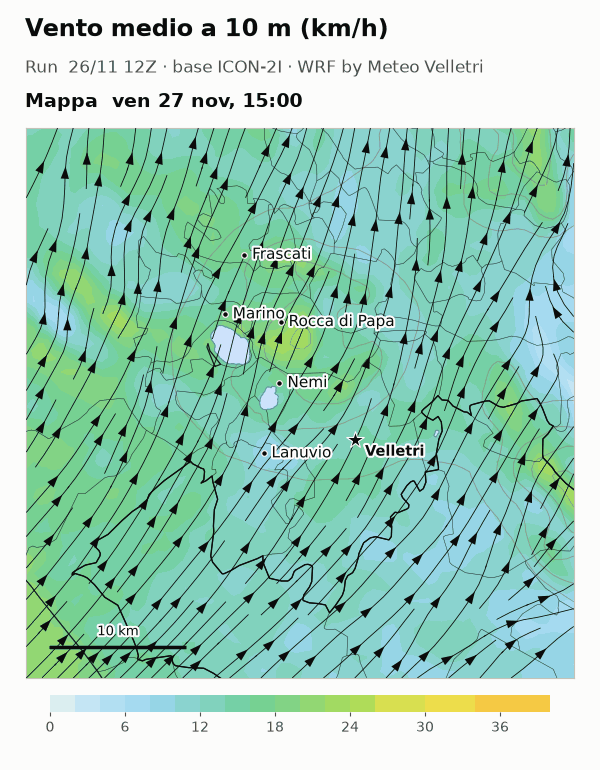 Vento medio a 10 m (km/h)
Run  26/11 12Z · base ICON-2I · WRF by Meteo Velletri
Mappa  ven 27 nov, 15:00
Frascati
Marino
Rocca di Papa
Nemi
Velletri
Lanuvio
10 km
0 6 12 18 24 30 36